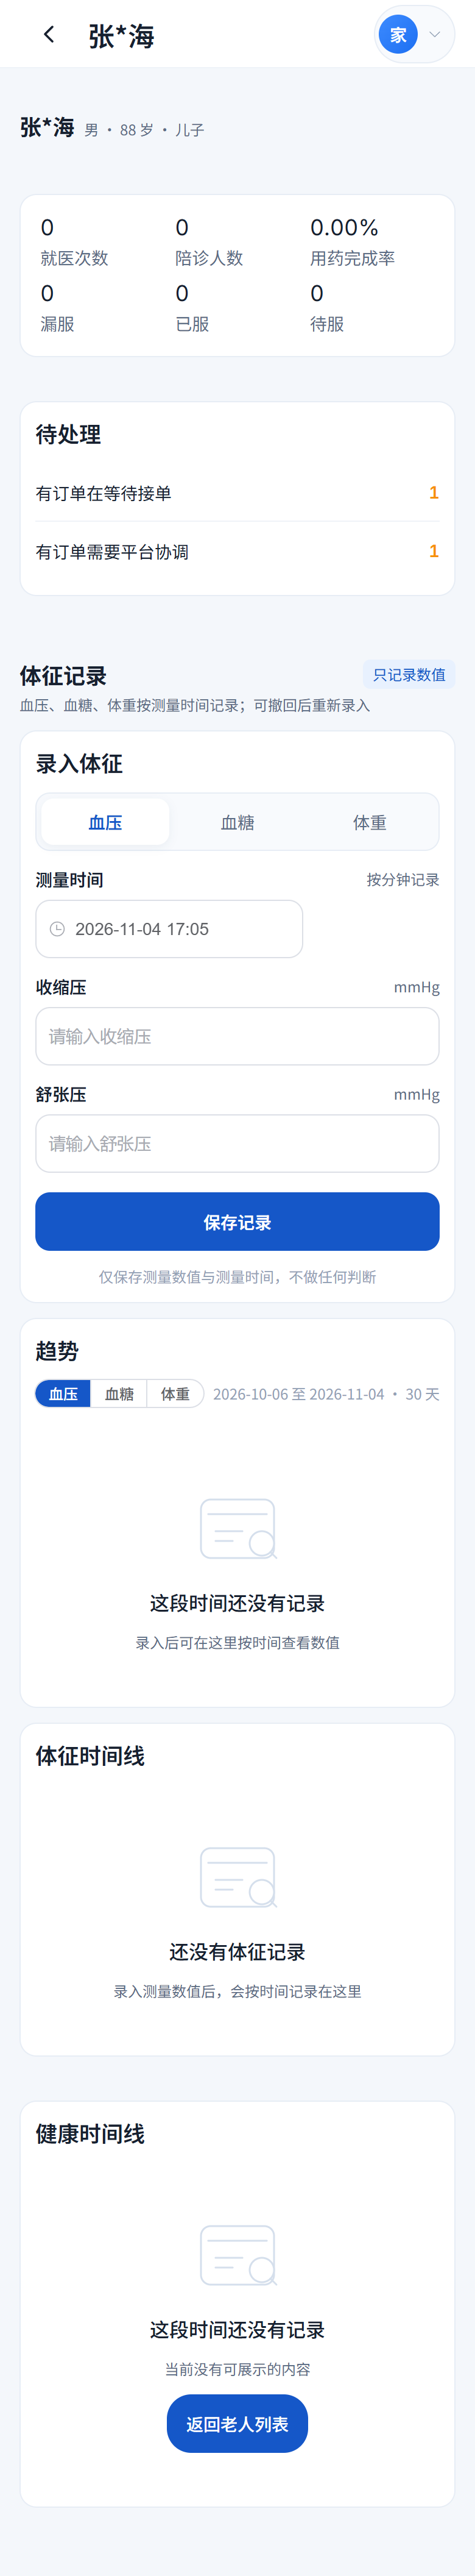 张*海
家
张*海 男 · 88 岁 · 儿子
0 0 0.00%
就医次数 陪诊人数 用药完成率
0 0 0
漏服 已服 待服
待处理
有订单在等待接单 1
有订单需要平台协调 1
体征记录 只记录数值
血压、血糖、体重按测量时间记录；可撤回后重新录入
录入体征
血压 血糖 体重
测量时间 按分钟记录
2026-11-04 17:05
收缩压 mmHg
请输入收缩压
舒张压 mmHg
请输入舒张压
保存记录
仅保存测量数值与测量时间，不做任何判断
趋势
血压 血糖 体重 2026-10-06 至 2026-11-04 · 30 天
这段时间还没有记录
录入后可在这里按时间查看数值
体征时间线
还没有体征记录
录入测量数值后，会按时间记录在这里
健康时间线
这段时间还没有记录
当前没有可展示的内容
返回老人列表